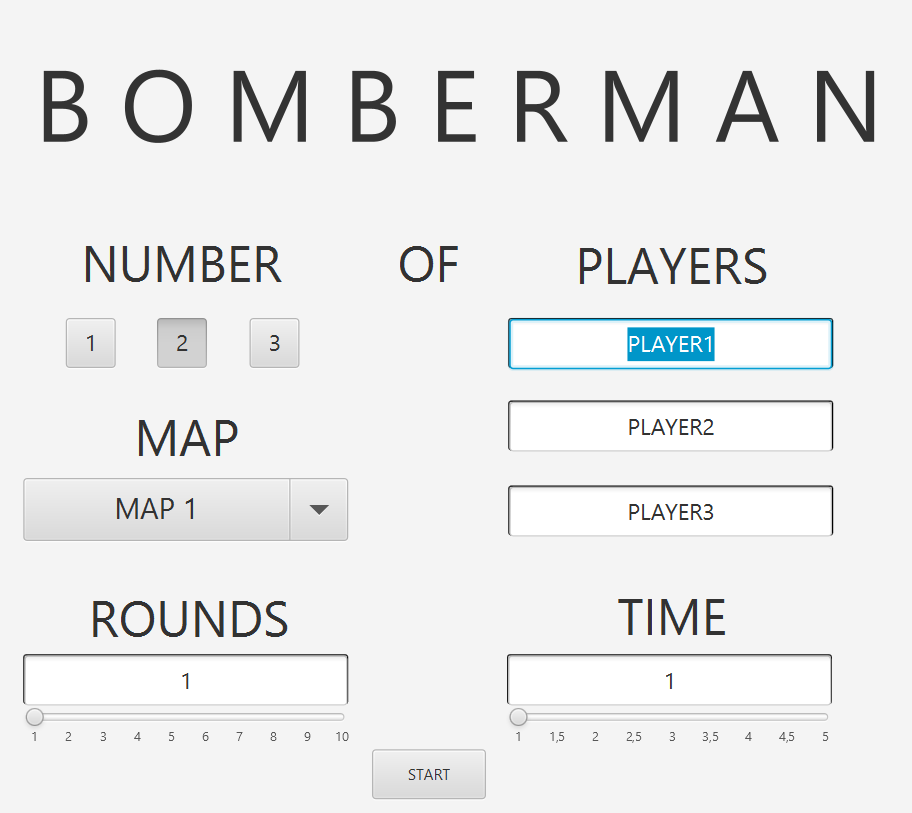 B O M B E R M A N
NUMBER OF PLAYERS
1 2 3
PLAYER1
PLAYER2
MAP
MAP 1
PLAYER3
ROUNDS
TIME
1
1
1 2 3 4 5 6 7 8 9 10
1 1,5 2 2,5 3 3,5 4 4,5 5
START